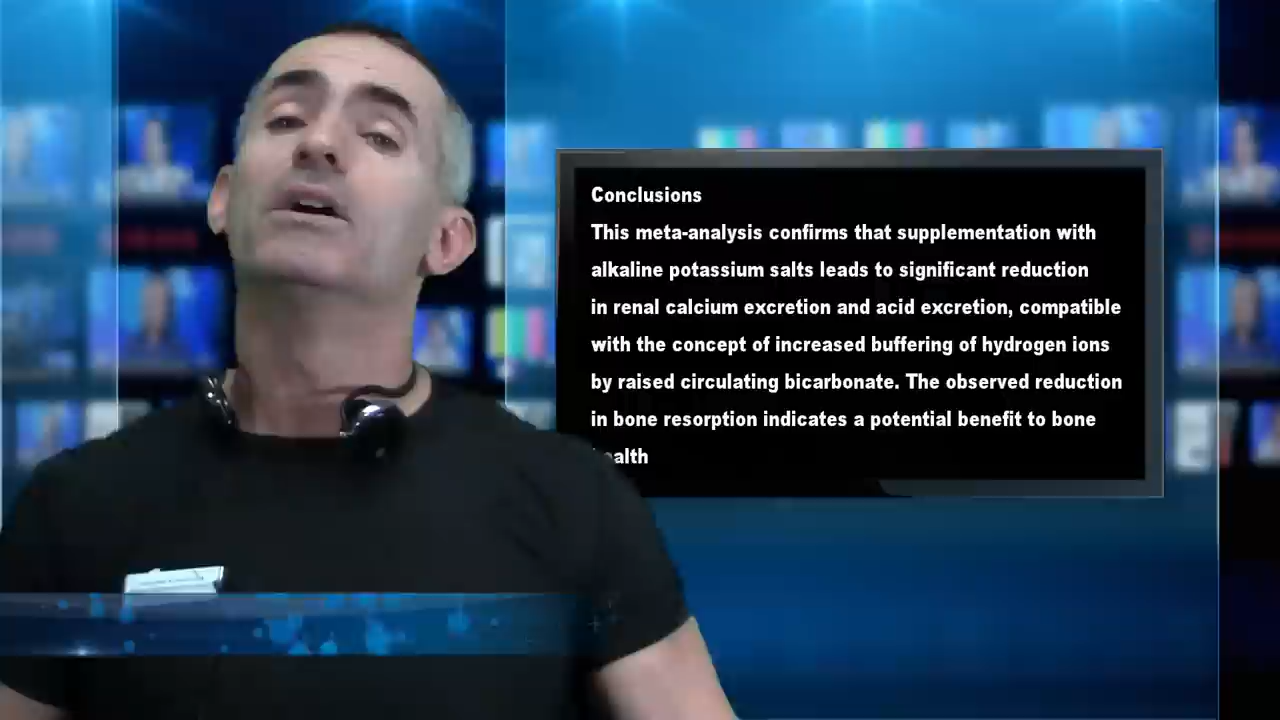 Conclusions
This meta-analysis confirms that supplementation with
alkaline potassium salts leads to significant reduction
in renal calcium excretion and acid excretion, compatible
with the concept of increased buffering of hydrogen ions
by raised circulating bicarbonate. The observed reduction
in bone resorption indicates a potential benefit to bone